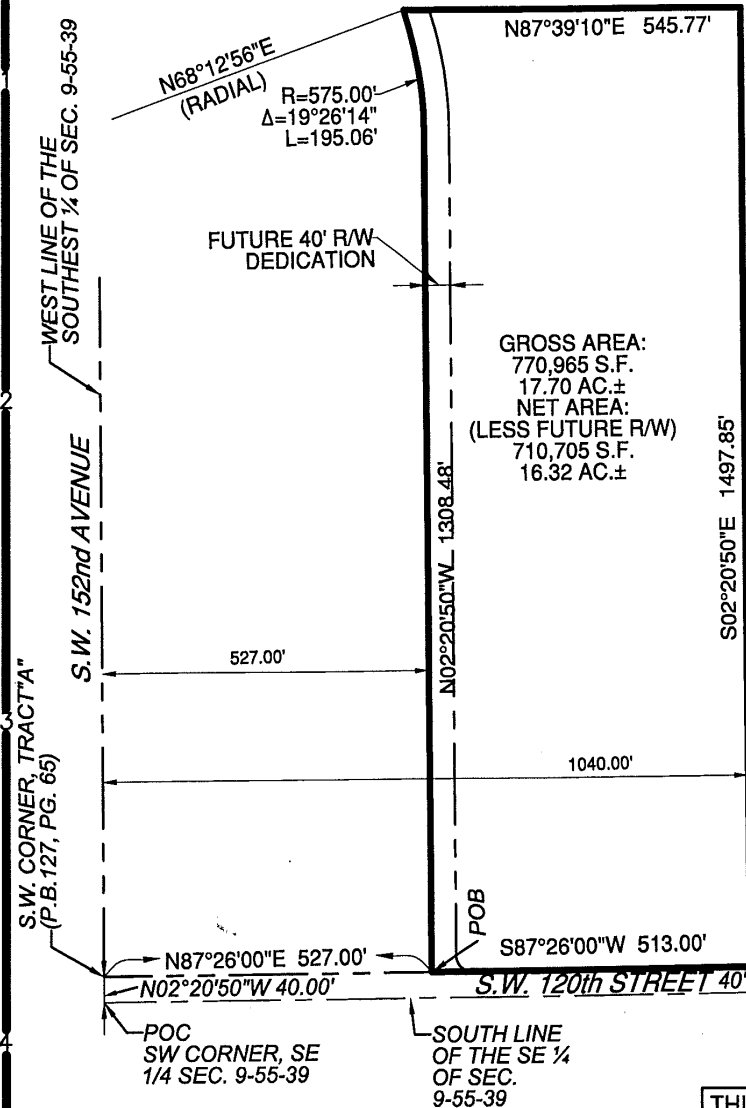 N87°39'10"E 545.77'
N68°12'56"E
(RADIAL)
R=575.00'
Δ=19°26'14"
L=195.06'
WEST LINE OF THE
SOUTHEST ¼ OF SEC. 9-55-39
1
FUTURE 40' R/W
DEDICATION
GROSS AREA:
770,965 S.F.
17.70 AC.±
NET AREA:
(LESS FUTURE R/W)
710,705 S.F.
16.32 AC.±
2
S.W. 152nd AVENUE
N02°20'50"W 1308.48'
S02°20'50"E 1497.85'
527.00'
3
S.W. CORNER, TRACT"A"
(P.B.127, PG. 65)
1040.00'
POB
N87°26'00"E 527.00'
S87°26'00"W 513.00'
N02°20'50"W 40.00'
S.W. 120th STREET 40'
4
POC
SW CORNER, SE
1/4 SEC. 9-55-39
SOUTH LINE
OF THE SE ¼
OF SEC.
9-55-39
THI